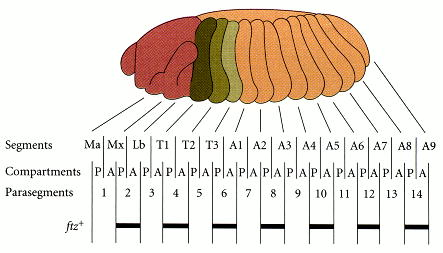 Segments Ma Mx Lb T1 T2 T3 A1 A2 A3 A4 A5 A6 A7 A8 A9
Compartments P A P A P A P A P A P A P A P A P A P A P A P A P A P A
Parasegments 1 2 3 4 5 6 7 8 9 10 11 12 13 14
ftz+